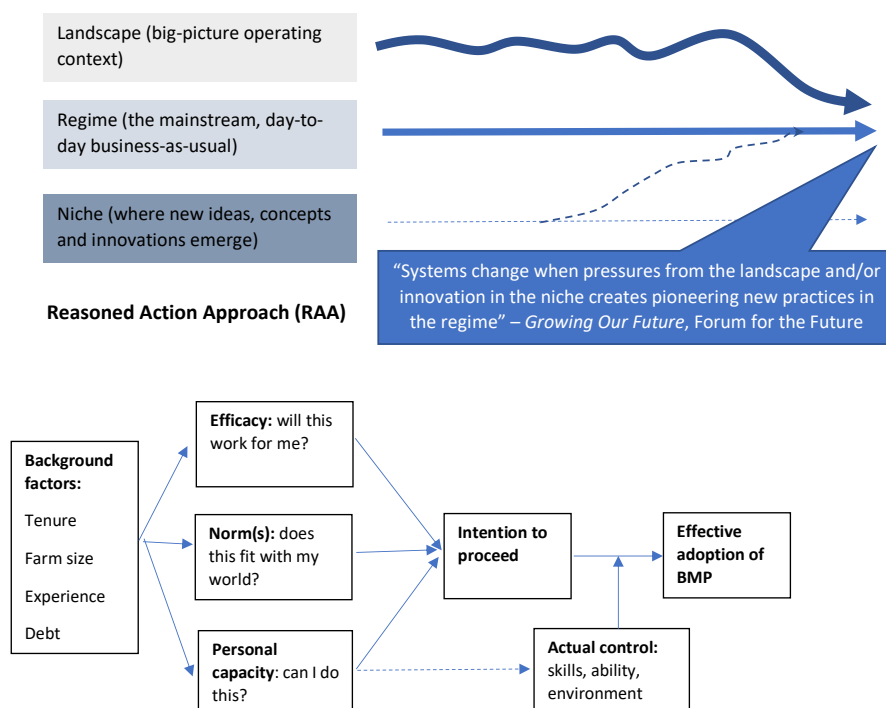 Landscape (big-picture operating
context)
Regime (the mainstream, day-to-
day business-as-usual)
Niche (where new ideas, concepts
and innovations emerge)
“Systems change when pressures from the landscape and/or
innovation in the niche creates pioneering new practices in
the regime” – Growing Our Future, Forum for the Future
Reasoned Action Approach (RAA)
Background
factors:
Tenure
Farm size
Experience
Debt
Efficacy: will this
work for me?
Norm(s): does
this fit with my
world?
Personal
capacity: can I do
this?
Intention to
proceed
Effective
adoption of
BMP
Actual control:
skills, ability,
environment